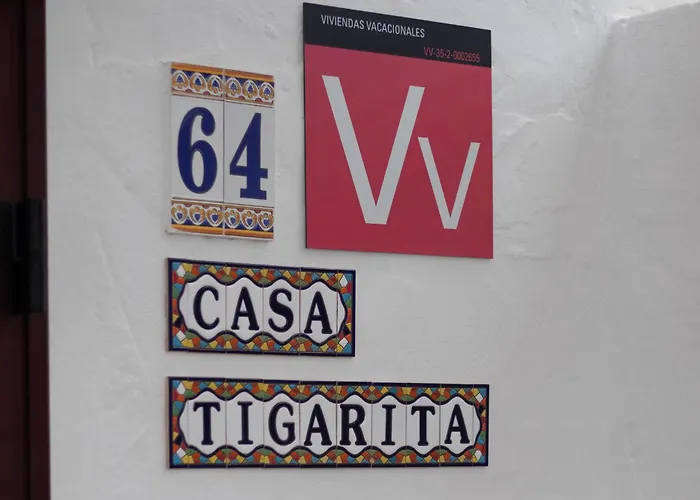 VIVIENDAS VACACIONALES
VV-35-2-0002655
64
Vv
CASA
TIGARITA